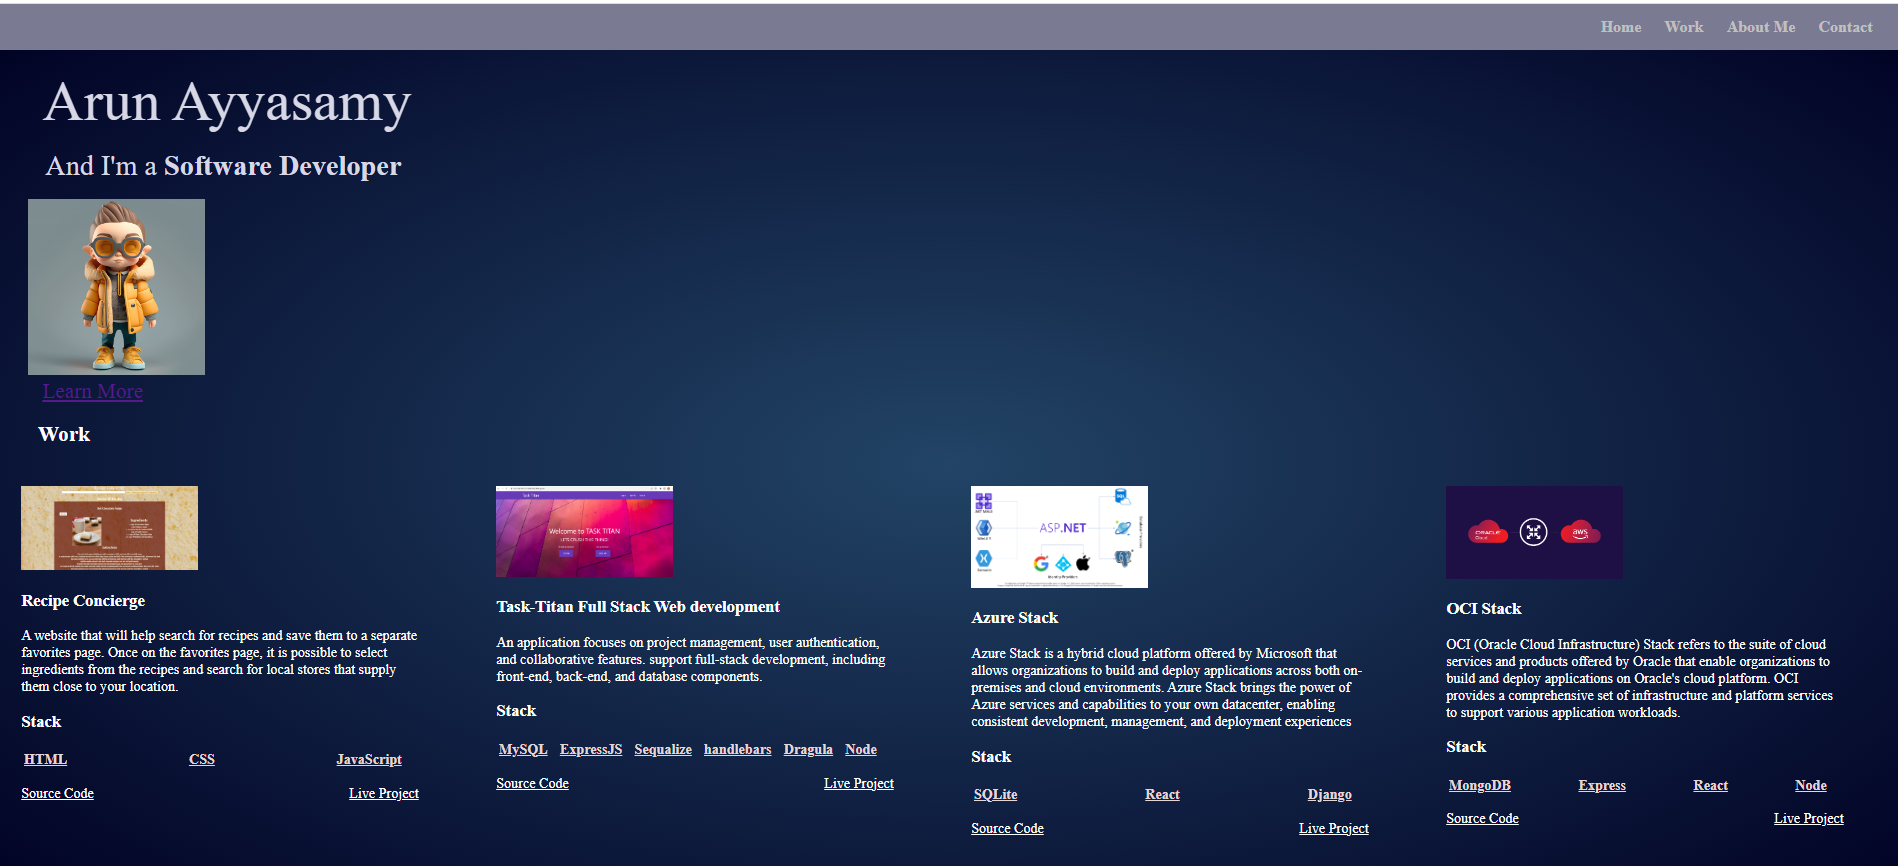 Home Work About Me Contact
Arun Ayyasamy
And I'm a Software Developer
Learn More
Work
Task Titan
Welcome to TASK TITAN
LETS CRUSH THIS THING!
ASP.NET
SQL
Identity Providers
ORACLE
Cloud
aws
Recipe Concierge
A website that will help search for recipes and save them to a separate
favorites page. Once on the favorites page, it is possible to select
ingredients from the recipes and search for local stores that supply
them close to your location.
Stack
HTML CSS JavaScript
Source Code Live Project
Task-Titan Full Stack Web development
An application focuses on project management, user authentication,
and collaborative features. support full-stack development, including
front-end, back-end, and database components.
Stack
MySQL ExpressJS Sequalize handlebars Dragula Node
Source Code Live Project
Azure Stack
Azure Stack is a hybrid cloud platform offered by Microsoft that
allows organizations to build and deploy applications across both on-
premises and cloud environments. Azure Stack brings the power of
Azure services and capabilities to your own datacenter, enabling
consistent development, management, and deployment experiences
Stack
SQLite React Django
Source Code Live Project
OCI Stack
OCI (Oracle Cloud Infrastructure) Stack refers to the suite of cloud
services and products offered by Oracle that enable organizations to
build and deploy applications on Oracle's cloud platform. OCI
provides a comprehensive set of infrastructure and platform services
to support various application workloads.
Stack
MongoDB Express React Node
Source Code Live Project